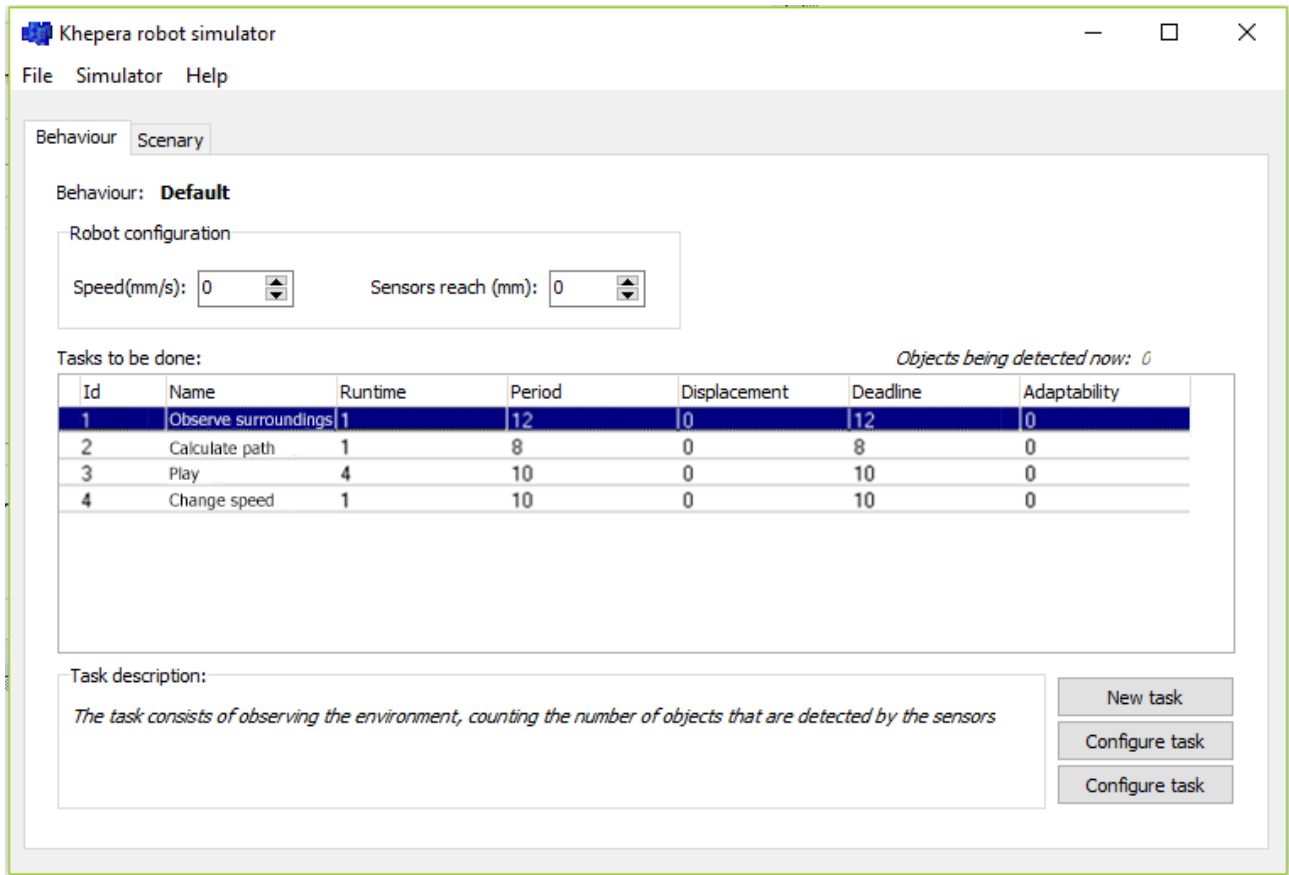 Khepera robot simulator
File Simulator Help
Behaviour Scenary
Behaviour: Default
Robot configuration
Speed(mm/s): 0 Sensors reach (mm): 0
Tasks to be done: Objects being detected now: 0
Id Name Runtime Period Displacement Deadline Adaptability
1 Observe surroundings 1 12 0 12 0
2 Calculate path 1 8 0 8 0
3 Play 4 10 0 10 0
4 Change speed 1 10 0 10 0
Task description:
The task consists of observing the environment, counting the number of objects that are detected by the sensors
New task
Configure task
Configure task